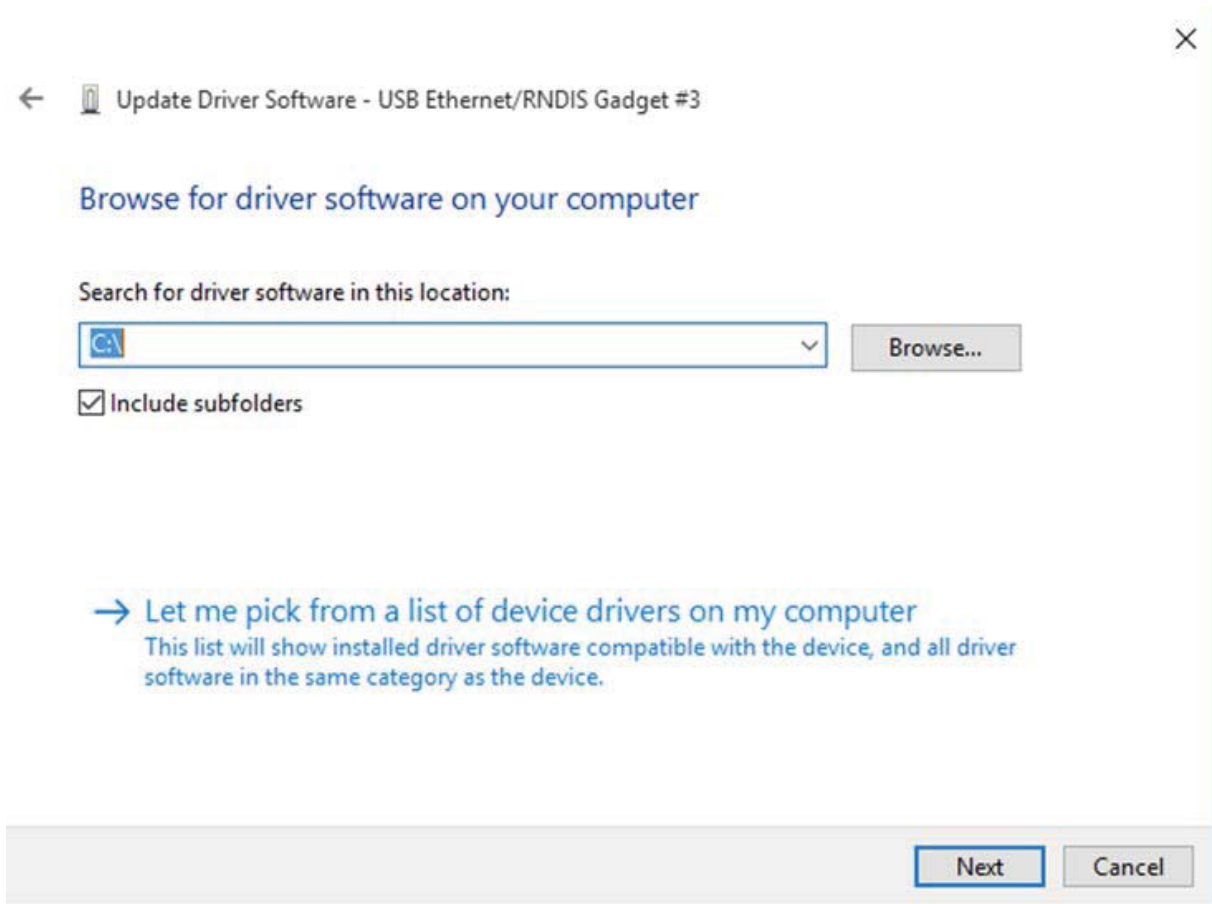 Update Driver Software - USB Ethernet/RNDIS Gadget #3
Browse for driver software on your computer
Search for driver software in this location:
C:\
Browse...
Include subfolders
Let me pick from a list of device drivers on my computer
This list will show installed driver software compatible with the device, and all driver
software in the same category as the device.
Next
Cancel